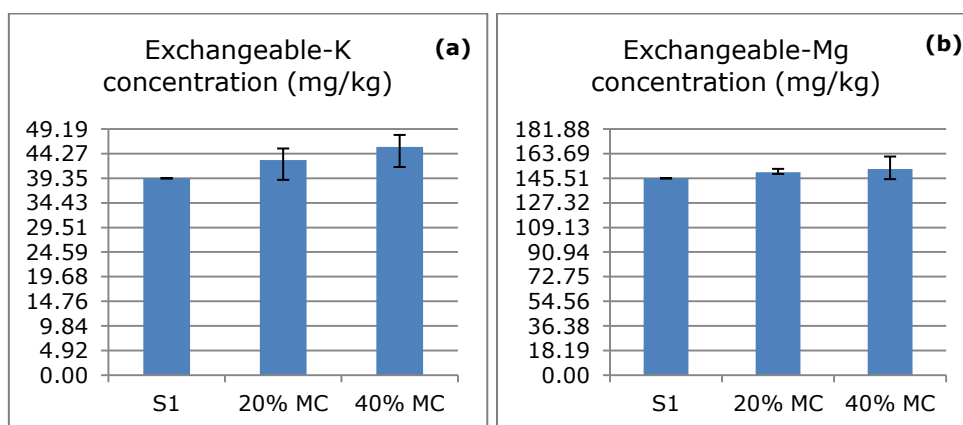 Exchangeable-K
concentration (mg/kg)
(a)
49.19
44.27
39.35
34.43
29.51
24.59
19.68
14.76
9.84
4.92
0.00
S1 20% MC 40% MC
Exchangeable-Mg
concentration (mg/kg)
(b)
181.88
163.69
145.51
127.32
109.13
90.94
72.75
54.56
36.38
18.19
0.00
S1 20% MC 40% MC